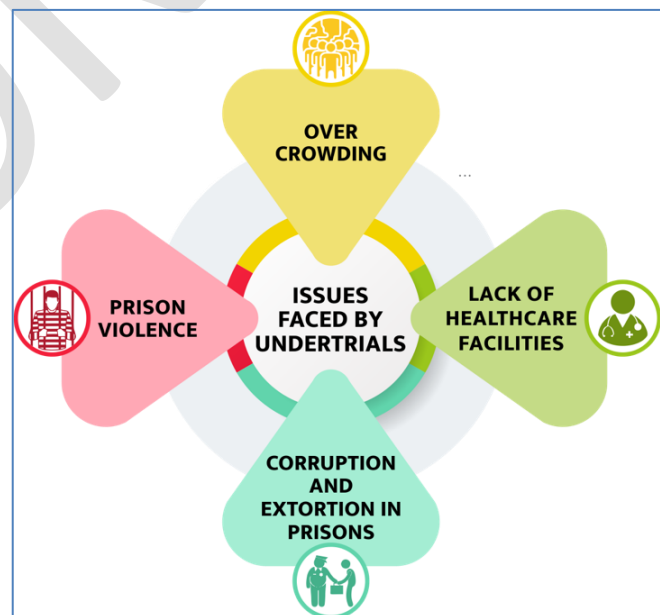 OVER
CROWDING
...
PRISON
VIOLENCE
ISSUES
FACED BY
UNDERTRIALS
LACK OF
HEALTHCARE
FACILITIES
CORRUPTION
AND
EXTORTION IN
PRISONS